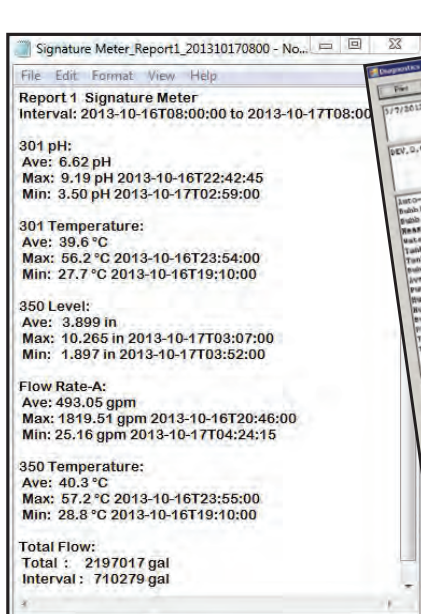 Signature Meter_Report1_201310170800 - No...
File Edit Format View Help
Report 1 Signature Meter
Interval: 2013-10-16T08:00:00 to 2013-10-17T08:00
301 pH:
Ave: 6.62 pH
Max: 9.19 pH 2013-10-16T22:42:45
Min: 3.50 pH 2013-10-17T02:59:00
301 Temperature:
Ave: 39.6 °C
Max: 56.2 °C 2013-10-16T23:54:00
Min: 27.7 °C 2013-10-16T19:10:00
350 Level:
Ave: 3.899 in
Max: 10.265 in 2013-10-17T03:07:00
Min: 1.897 in 2013-10-17T03:52:00
Flow Rate-A:
Ave: 493.05 gpm
Max: 1819.51 gpm 2013-10-16T20:46:00
Min: 25.16 gpm 2013-10-17T04:24:15
350 Temperature:
Ave: 40.3 °C
Max: 57.2 °C 2013-10-16T23:55:00
Min: 28.8 °C 2013-10-16T19:10:00
Total Flow:
Total : 2197017 gal
Interval : 710279 gal
Diagnostics